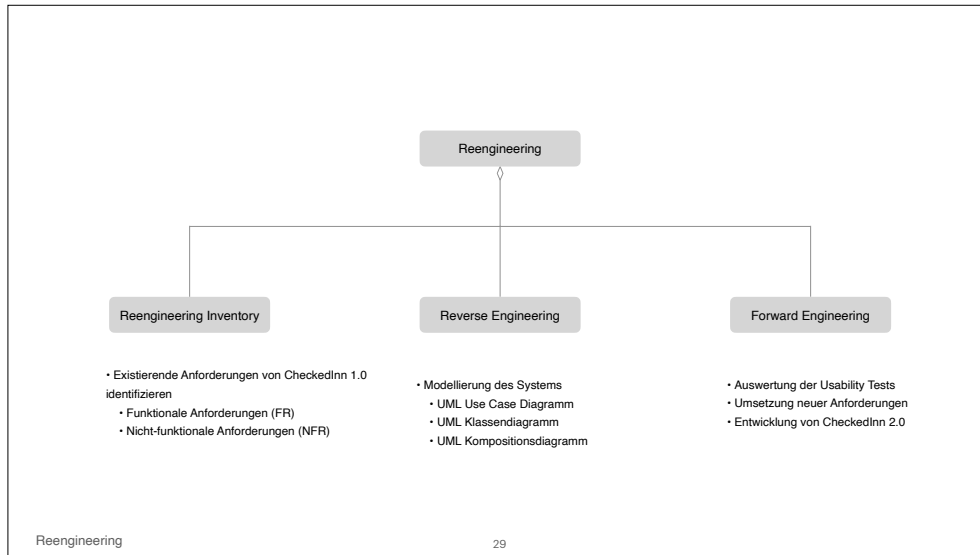 Reengineering
Reengineering Inventory
Reverse Engineering
Forward Engineering
• Existierende Anforderungen von CheckedInn 1.0
identifizieren
• Funktionale Anforderungen (FR)
• Nicht-funktionale Anforderungen (NFR)
• Modellierung des Systems
• UML Use Case Diagramm
• UML Klassendiagramm
• UML Kompositionsdiagramm
• Auswertung der Usability Tests
• Umsetzung neuer Anforderungen
• Entwicklung von CheckedInn 2.0
Reengineering
29